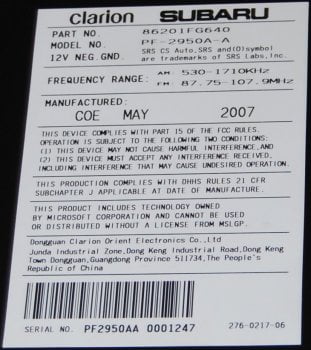 Clarion SUBARU
PART NO. 86201FG640
MODEL NO. PF-2950A-A
12V NEG.GND. SRS CS Auto,SRS and(O)symbol
are trademarks of SRS Labs,Inc.
FREQUENCY RANGE: AM: 530-1710KHz
FM: 87.75-107.9MHz
MANUFACTURED:
COE MAY 2007
THIS DEVICE COMPLIES WITH PART 15 OF THE FCC RULES.
OPERATION IS SUBJECT TO THE FOLLOWING TWO CONDITIONS:
(1) THIS DEVICE MAY NOT CAUSE HARMFUL INTERFERENCE,AND
(2) THIS DEVICE MUST ACCEPT ANY INTERFERENCE RECEIVED,
INCLUDING INTERFERENCE THAT MAY CAUSE UNDESIRED OPERATION.
THIS PRODUCTION COMPLIES WITH DHHS RULES 21 CFR
SUBCHAPTER J APPLICABLE AT DATE OF MANUFACTURE.
THIS PRODUCT INCLUDES TECHNOLOGY OWNED
BY MICROSOFT CORPORATION AND CANNOT BE USED
OR DISTRIBUTED WITHOUT A LICENSE FROM MSLGP.
Dongguan Clarion Orient Electronics Co.,Ltd
Junda Industrial Zone,Dong Keng Industrial Road,Dong Keng
Town Dongguan,Guangdong Province 511734,The People's
Republic of China
SERIAL NO. PF2950AA 0001247 276-0217-06